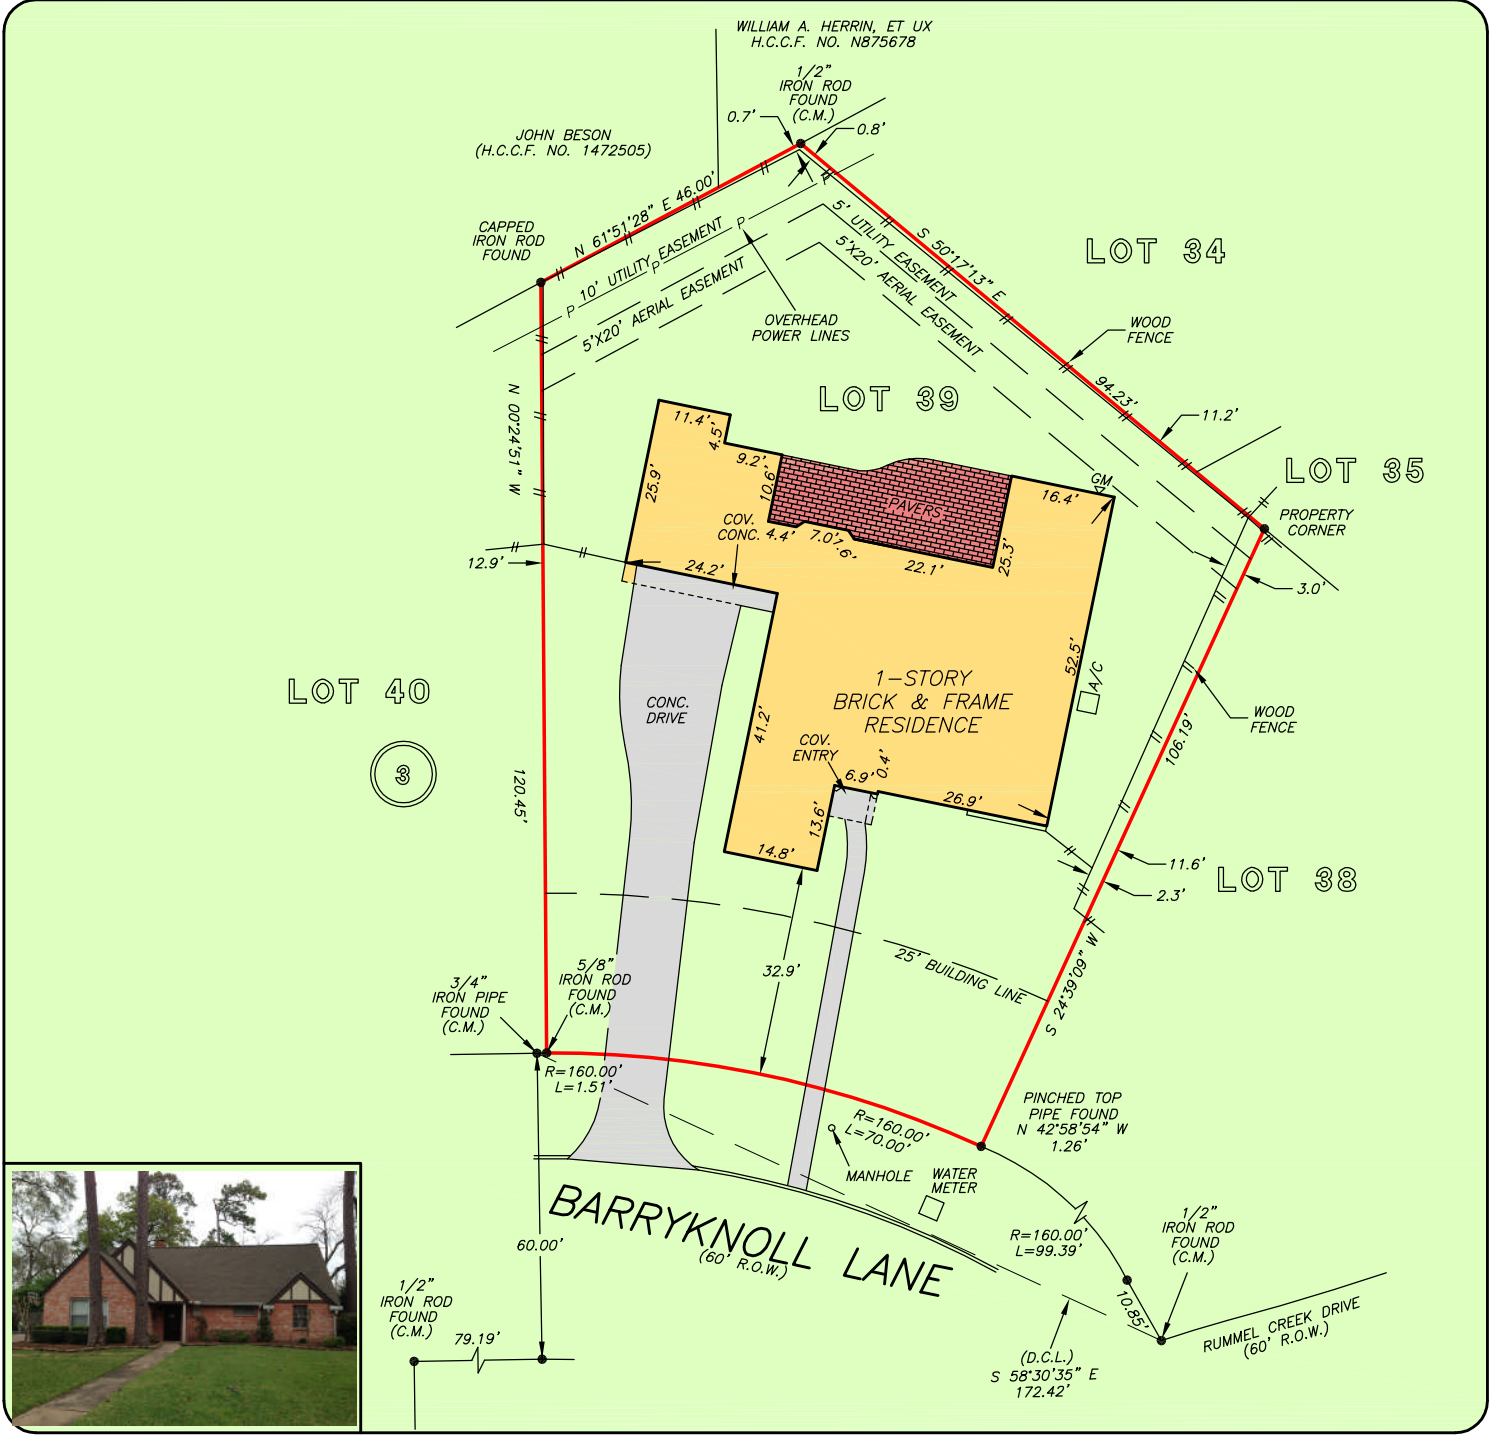 WILLIAM A. HERRIN, ET UX
H.C.C.F. NO. N875678
1/2"
IRON ROD
FOUND
(C.M.)
0.7'
0.8'
JOHN BESON
(H.C.C.F. NO. 1472505)
CAPPED
IRON ROD
FOUND
N 61°51'28" E 46.00'
10' UTILITY EASEMENT
5'X20' AERIAL EASEMENT
P
P
P
P
OVERHEAD
POWER LINES
5' UTILITY EASEMENT
5'X20' AERIAL EASEMENT
S 50°17'13" E
94.23'
LOT 34
WOOD
FENCE
11.2'
LOT 39
LOT 35
PROPERTY
CORNER
3.0'
N 00°24'51" W
120.45'
12.9'
11.4'
4.5'
9.2'
25.9'
10.6'
PAVERS
16.4'
GM
COV.
CONC.
4.4'
7.0'
7.6'
22.1'
25.3'
24.2'
52.5'
A/C
LOT 40
3
CONC.
DRIVE
41.2'
1-STORY
BRICK & FRAME
RESIDENCE
COV.
ENTRY
6.9'
0.4'
26.9'
13.6'
14.8'
WOOD
FENCE
106.19'
11.6'
2.3'
LOT 38
S 24°39'09" W
32.9'
25' BUILDING LINE
3/4"
IRON PIPE
FOUND
(C.M.)
5/8"
IRON ROD
FOUND
(C.M.)
R=160.00'
L=1.51'
R=160.00'
L=70.00'
MANHOLE
WATER
METER
PINCHED TOP
PIPE FOUND
N 42°58'54" W
1.26'
BARRYKNOLL LANE
(60' R.O.W.)
60.00'
R=160.00'
L=99.39'
1/2"
IRON ROD
FOUND
(C.M.)
10.85'
RUMMEL CREEK DRIVE
(60' R.O.W.)
(D.C.L.)
S 58°30'35" E
172.42'
1/2"
IRON ROD
FOUND
(C.M.)
79.19'